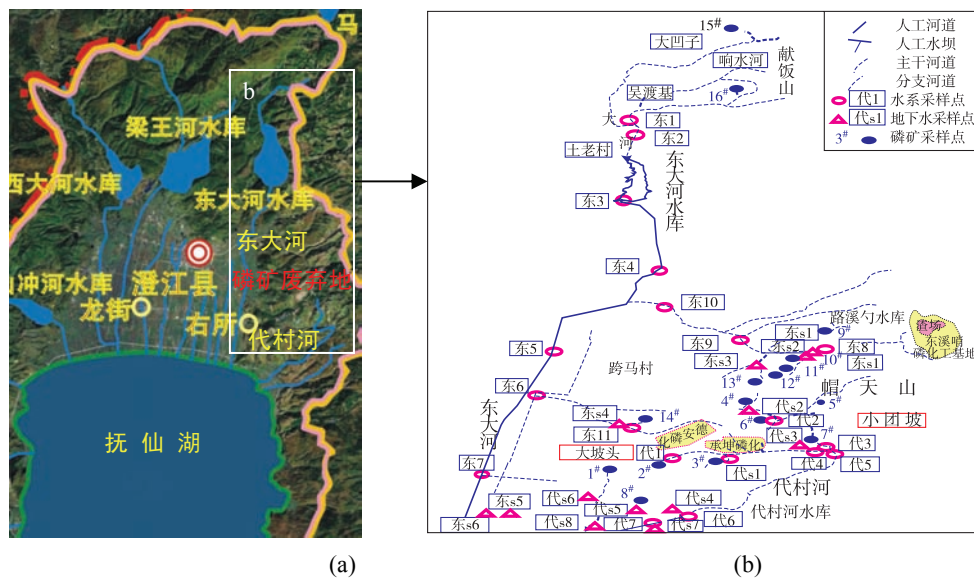 马
b
梁王河水库
西大河水库
东大河水库
东大河
磷矿废弃地
山冲河水库
澄江县
龙街
右所
代村河
抚仙湖
(a)
15#
大凹子
献饭山
响水河
吴渡基
16#
大河
东1
东2
土老村
东大河水库
东3
东4
东10
路溪勺水库
东s1
9#
渣场
东9
东s2
东8
东溪哨
磷化工基地
东s3
10#
东s1
11#
13#
12#
帽天山
东5
跨马村
东6
4#
5#
代s2
小团坡
东s4
14#
6#
代2
东大河
东11
化磷安德
代s3
7#
代3
大坡头
代1
承坤磷化
代4
代5
东7
1#
2#
3#
代s1
代村河
代s6
8#
代s4
东s5
代s5
代村河水库
东s6
代s8
代7
代s7
代6
人工河道
人工水坝
主干河道
分支河道
代1 水系采样点
代s1 地下水采样点
3# 磷矿采样点
(b)